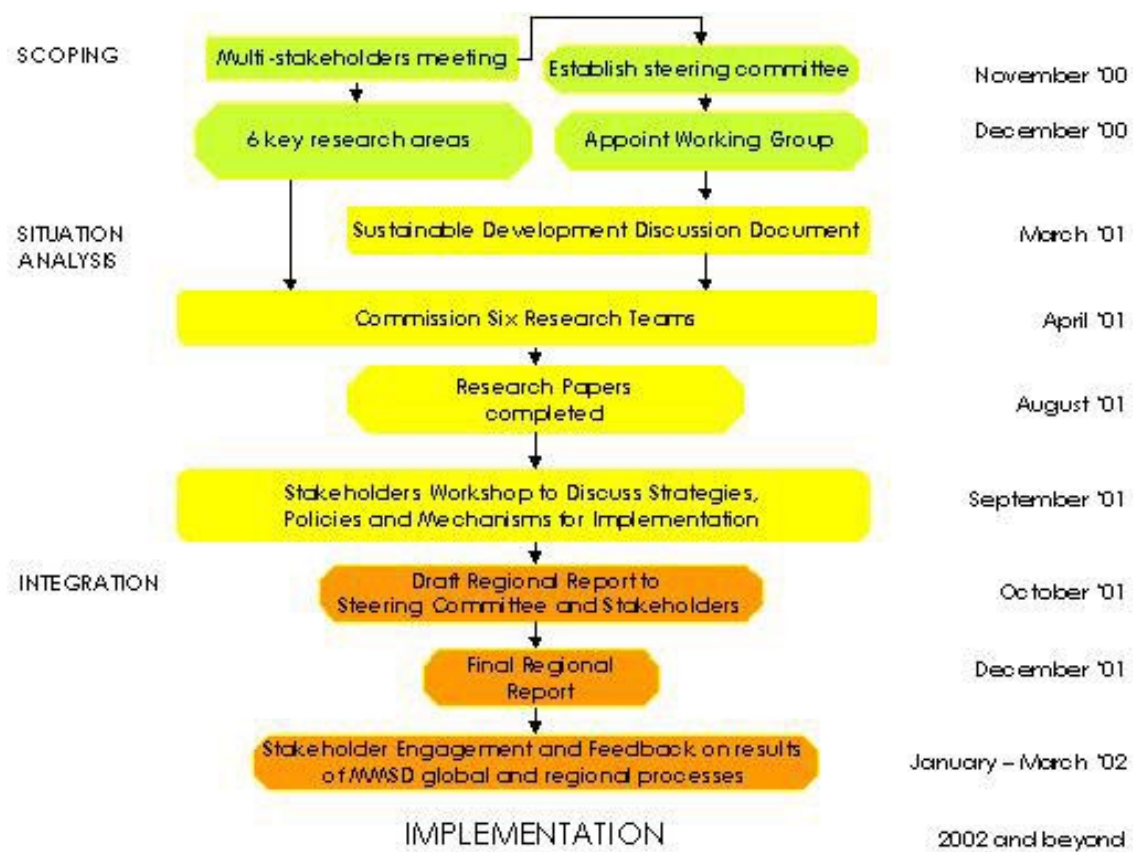 SCOPING
Multi-stakeholders meeting
Establish steering committee
November '00
6 key research areas
Appoint Working Group
December '00
SITUATION
ANALYSIS
Sustainable Development Discussion Document
March '01
Commission Six Research Teams
April '01
Research Papers
completed
August '01
Stakeholders Workshop to Discuss Strategies,
Policies and Mechanisms for Implementation
September '01
INTEGRATION
Draft Regional Report to
Steering Committee and Stakeholders
October '01
Final Regional
Report
December '01
Stakeholder Engagement and Feedback on results
of MMSD global and regional processes
January – March '02
IMPLEMENTATION
2002 and beyond